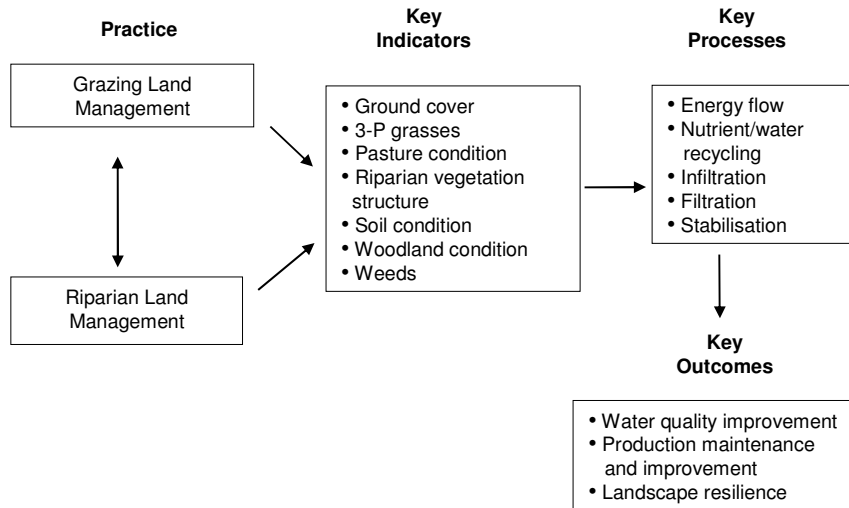 Practice
Grazing Land
Management
Riparian Land
Management
Key
Indicators
• Ground cover
• 3-P grasses
• Pasture condition
• Riparian vegetation
structure
• Soil condition
• Woodland condition
• Weeds
Key
Processes
• Energy flow
• Nutrient/water
recycling
• Infiltration
• Filtration
• Stabilisation
Key
Outcomes
• Water quality improvement
• Production maintenance
and improvement
• Landscape resilience